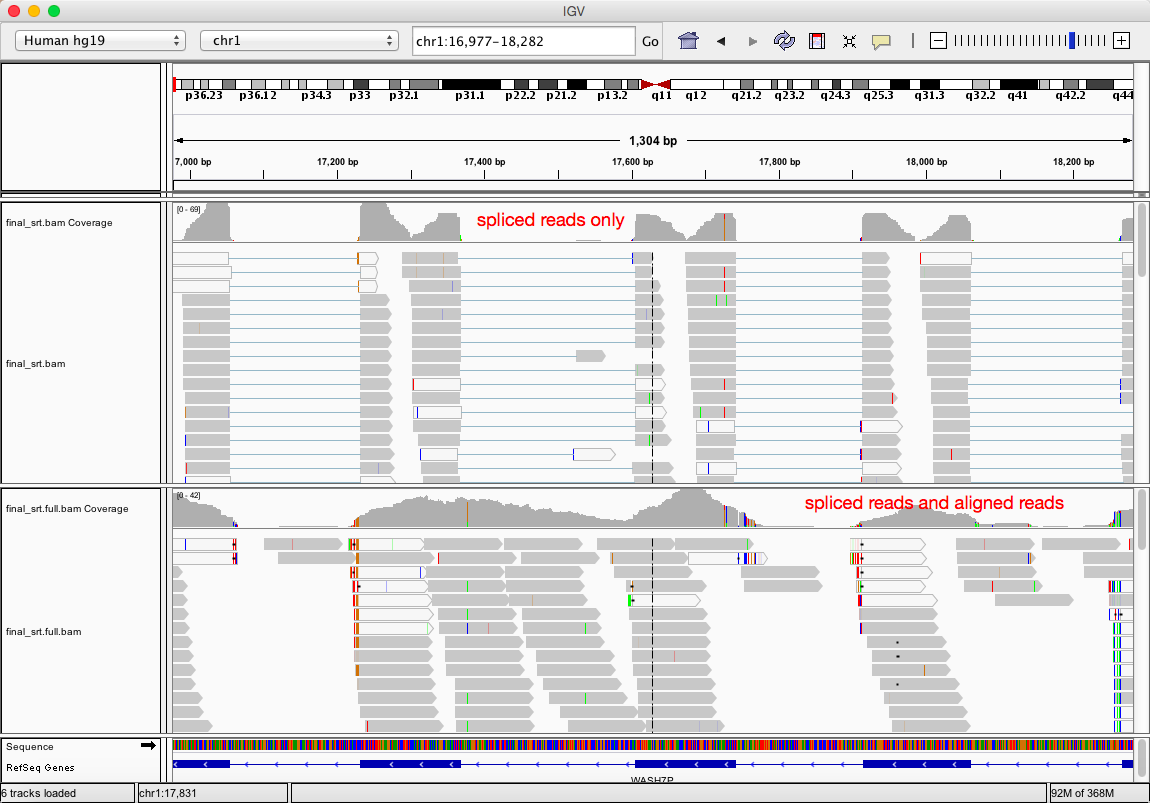 IGV
Human hg19 chr1 chr1:16,977-18,282 Go
p36.23 p36.12 p34.3 p33 p32.1 p31.1 p22.2 p21.2 p13.2 q11 q12 q21.2 q23.2 q24.3 q25.3 q31.3 q32.2 q41 q42.2 q44
1,304 bp
7,000 bp 17,200 bp 17,400 bp 17,600 bp 17,800 bp 18,000 bp 18,200 bp
[0 - 69]
final_srt.bam Coverage
spliced reads only
final_srt.bam
[0 - 42]
final_srt.full.bam Coverage
spliced reads and aligned reads
final_srt.full.bam
Sequence
RefSeq Genes
WASH7P
6 tracks loaded chr1:17,831 92M of 368M